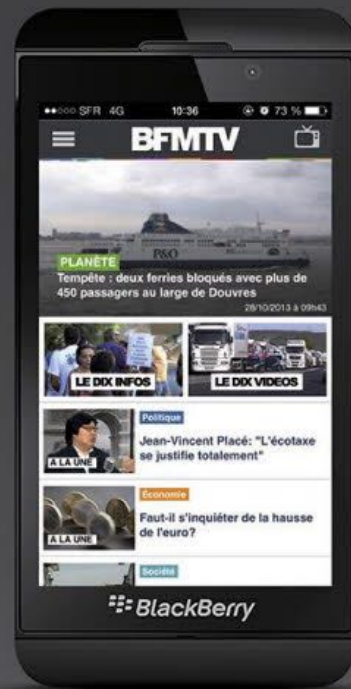 SFR 4G 10:36 73 %
BFMTV
PLANÈTE
P&O
Tempête : deux ferries bloqués avec plus de
450 passagers au large de Douvres
28/10/2013 à 09h43
LE DIX INFOS
LE DIX VIDEOS
Politique
Jean-Vincent Placé: "L'écotaxe
se justifie totalement"
A LA UNE
Économie
Faut-il s'inquiéter de la hausse
de l'euro?
A LA UNE
Société
BlackBerry